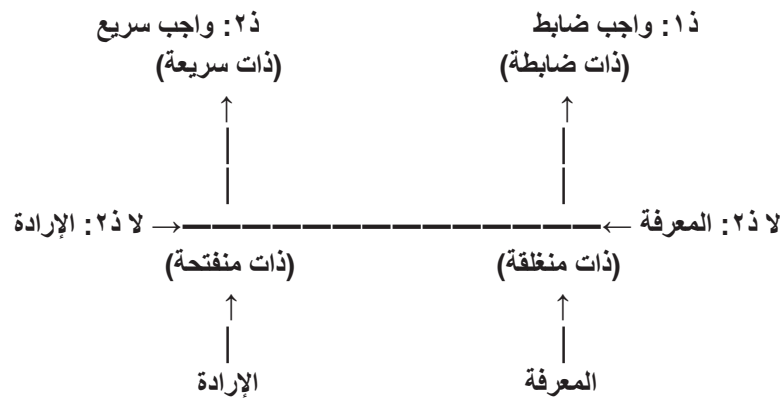 ذ١: واجب ضابط ذ٢: واجب سريع
(ذات ضابطة) (ذات سريعة)
لا ذ٢: المعرفة لا ذ٢: الإرادة
(ذات منغلقة) (ذات منفتحة)
المعرفة الإرادة